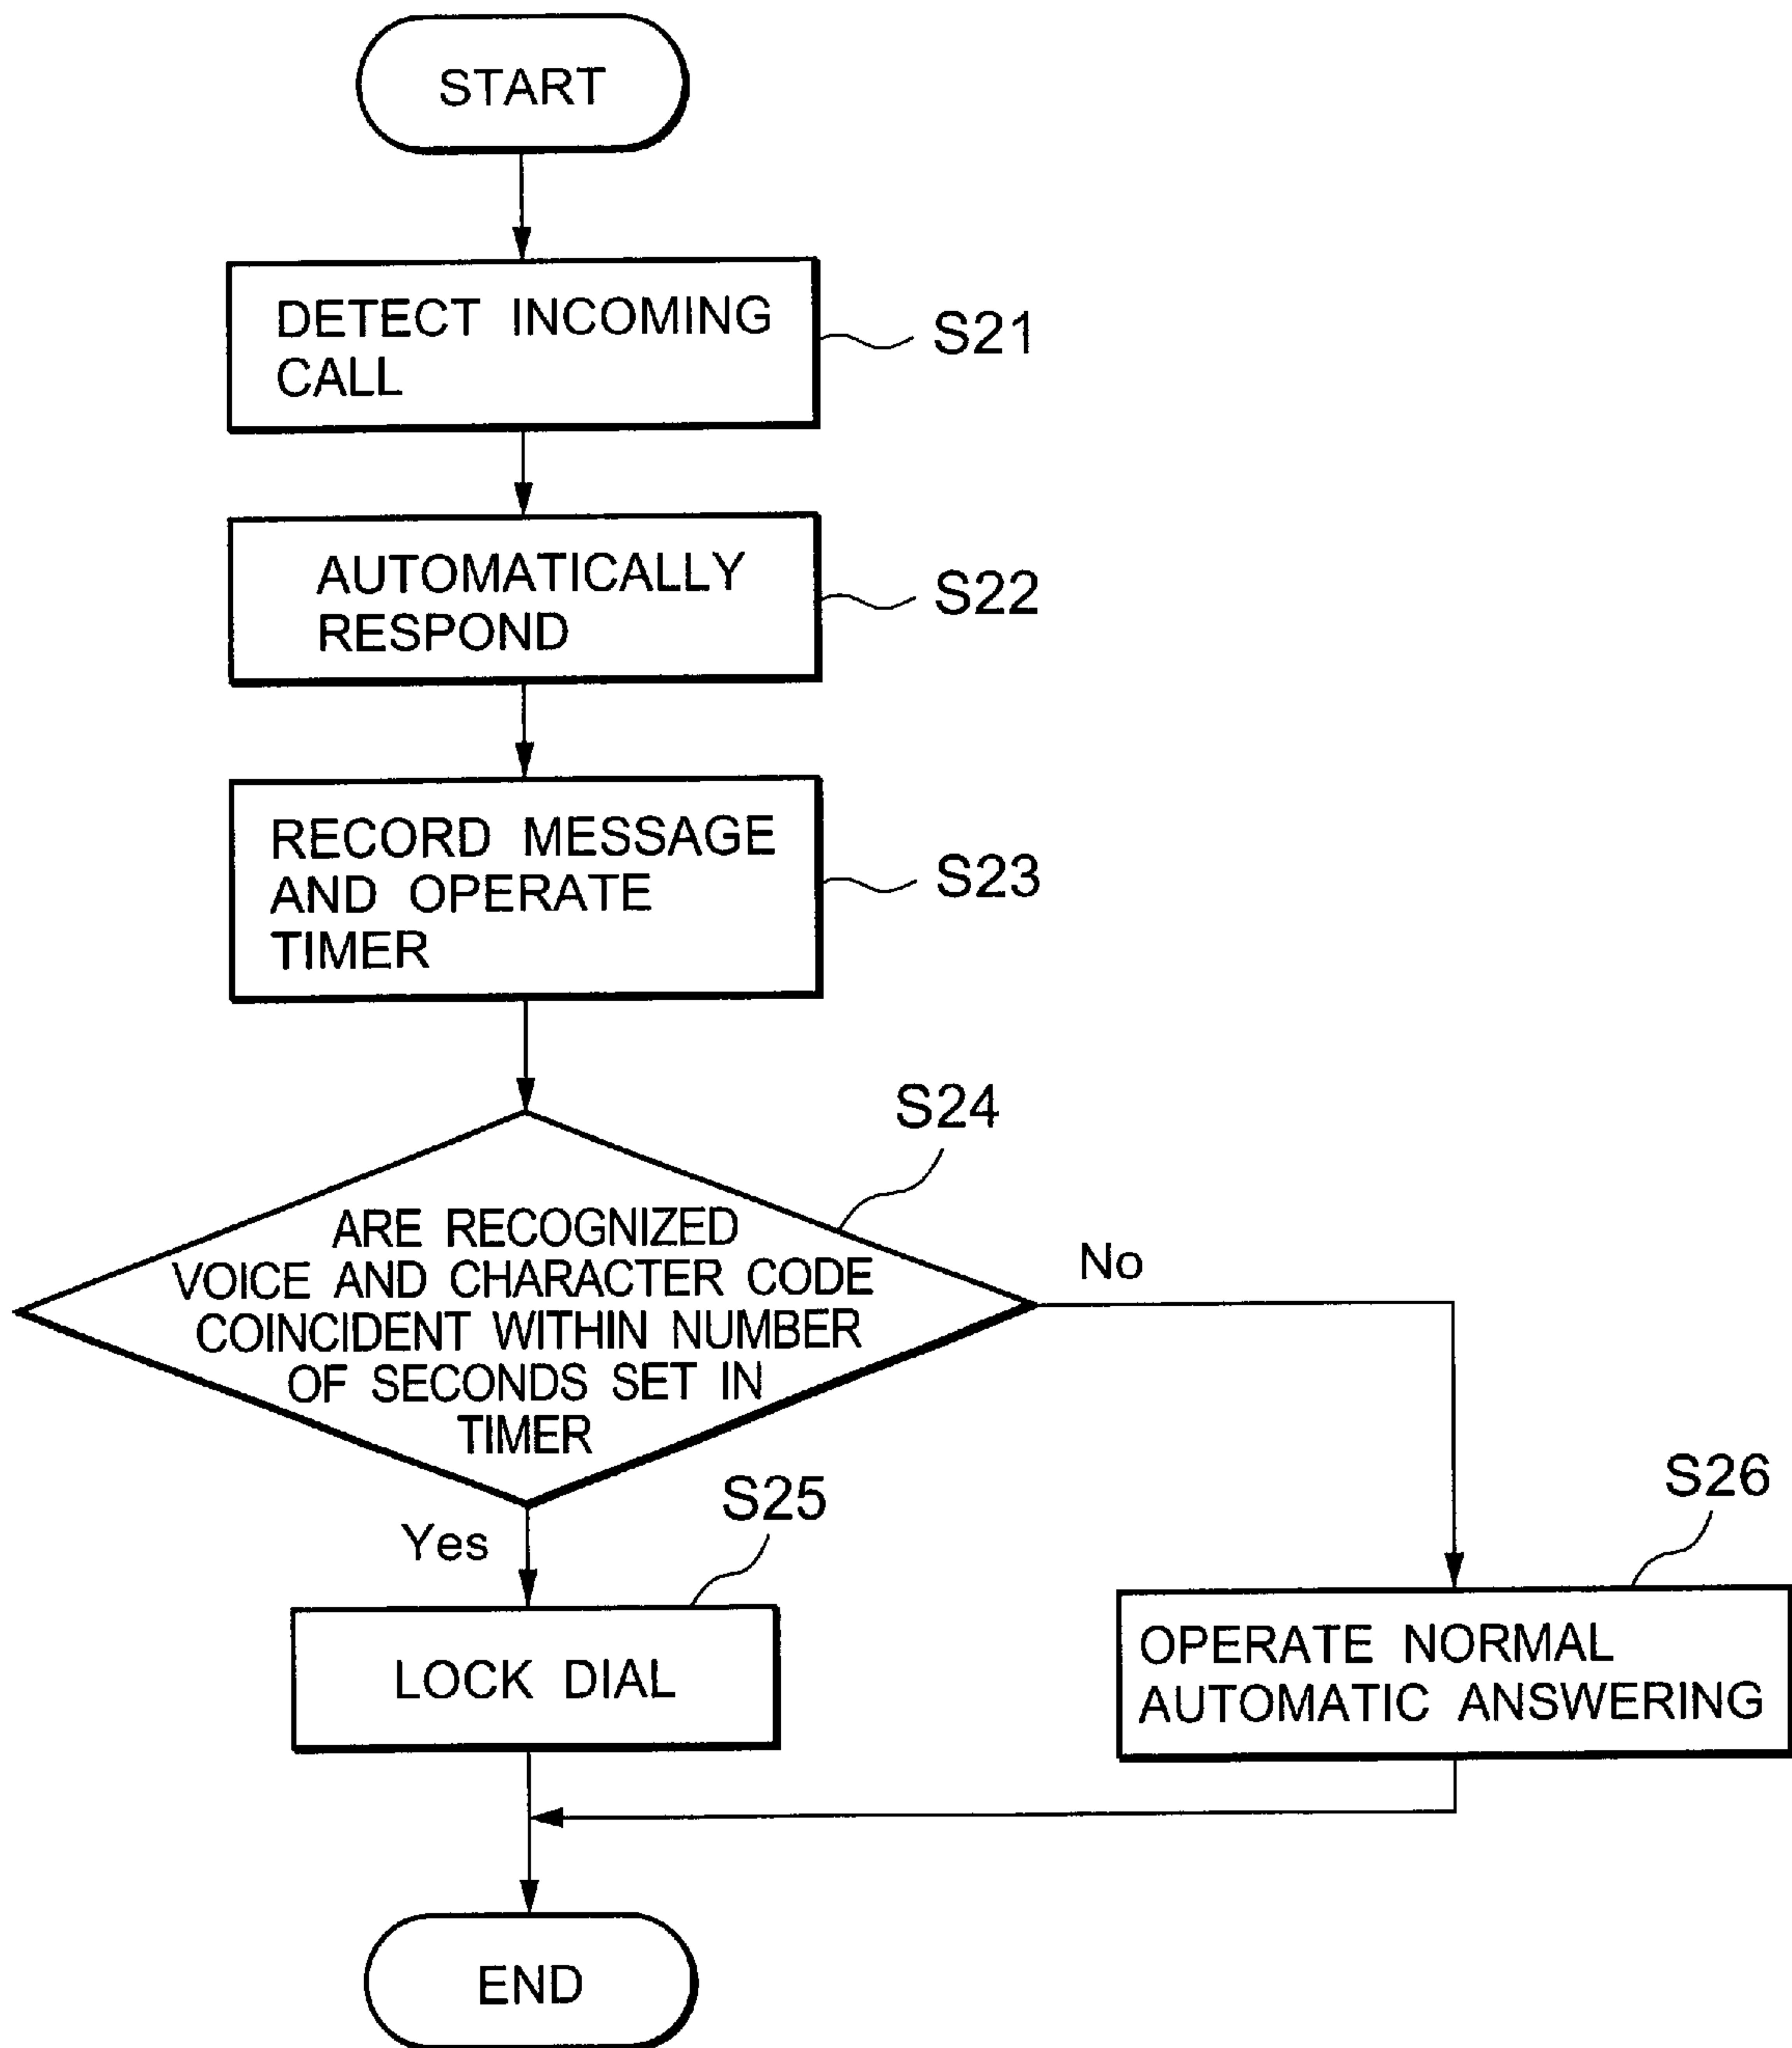 START
DETECT INCOMING
CALL
S21
AUTOMATICALLY
RESPOND
S22
RECORD MESSAGE
AND OPERATE
TIMER
S23
S24
ARE RECOGNIZED
VOICE AND CHARACTER CODE
COINCIDENT WITHIN NUMBER
OF SECONDS SET IN
TIMER
No
Yes
S25
LOCK DIAL
S26
OPERATE NORMAL
AUTOMATIC ANSWERING
END